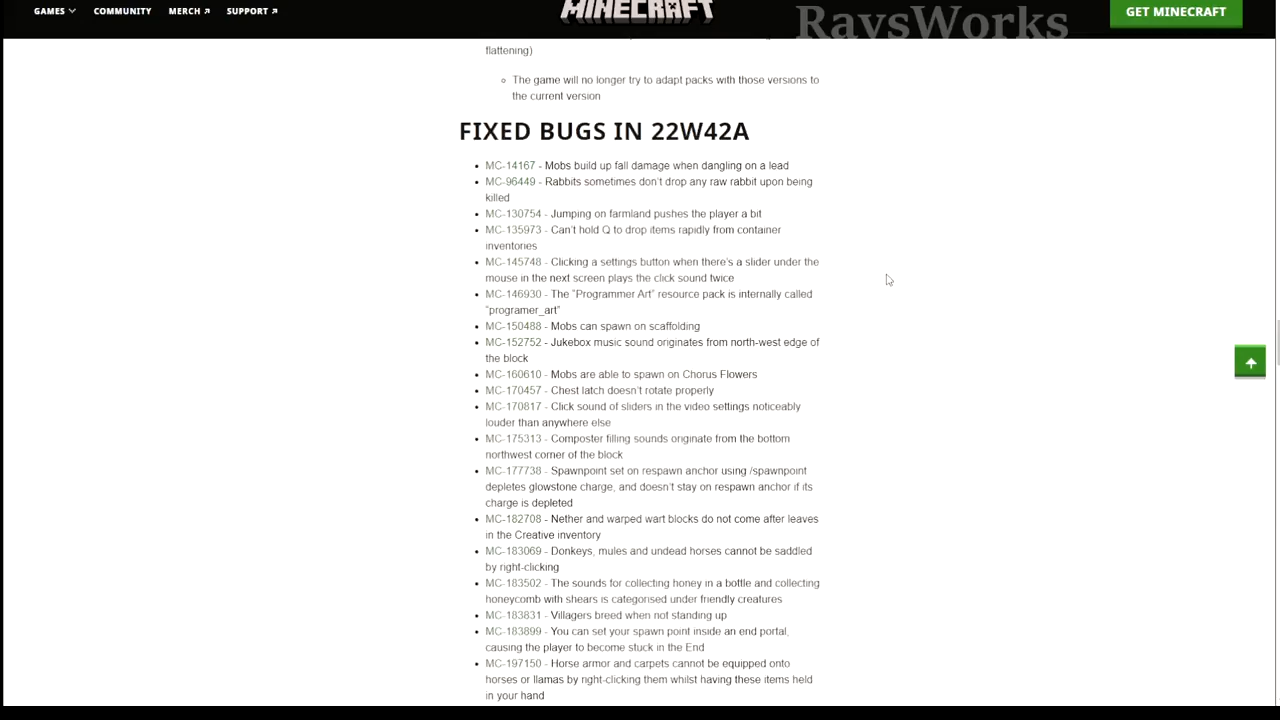 GAMES
COMMUNITY
MERCH
SUPPORT
MINECRAFT
RavsWorks
GET MINECRAFT
flattening)
The game will no longer try to adapt packs with those versions to
the current version
FIXED BUGS IN 22W42A
MC-14167 - Mobs build up fall damage when dangling on a lead
MC-96449 - Rabbits sometimes don't drop any raw rabbit upon being
killed
MC-130754 - Jumping on farmland pushes the player a bit
MC-135973 - Can't hold Q to drop items rapidly from container
inventories
MC-145748 - Clicking a settings button when there's a slider under the
mouse in the next screen plays the click sound twice
MC-146930 - The "Programmer Art" resource pack is internally called
"programer_art"
MC-150488 - Mobs can spawn on scaffolding
MC-152752 - Jukebox music sound originates from north-west edge of
the block
MC-160610 - Mobs are able to spawn on Chorus Flowers
MC-170457 - Chest latch doesn't rotate properly
MC-170817 - Click sound of sliders in the video settings noticeably
louder than anywhere else
MC-175313 - Composter filling sounds originate from the bottom
northwest corner of the block
MC-177738 - Spawnpoint set on respawn anchor using /spawnpoint
depletes glowstone charge, and doesn't stay on respawn anchor if its
charge is depleted
MC-182708 - Nether and warped wart blocks do not come after leaves
in the Creative inventory
MC-183069 - Donkeys, mules and undead horses cannot be saddled
by right-clicking
MC-183502 - The sounds for collecting honey in a bottle and collecting
honeycomb with shears is categorised under friendly creatures
MC-183831 - Villagers breed when not standing up
MC-183899 - You can set your spawn point inside an end portal,
causing the player to become stuck in the End
MC-197150 - Horse armor and carpets cannot be equipped onto
horses or llamas by right-clicking them whilst having these items held
in your hand